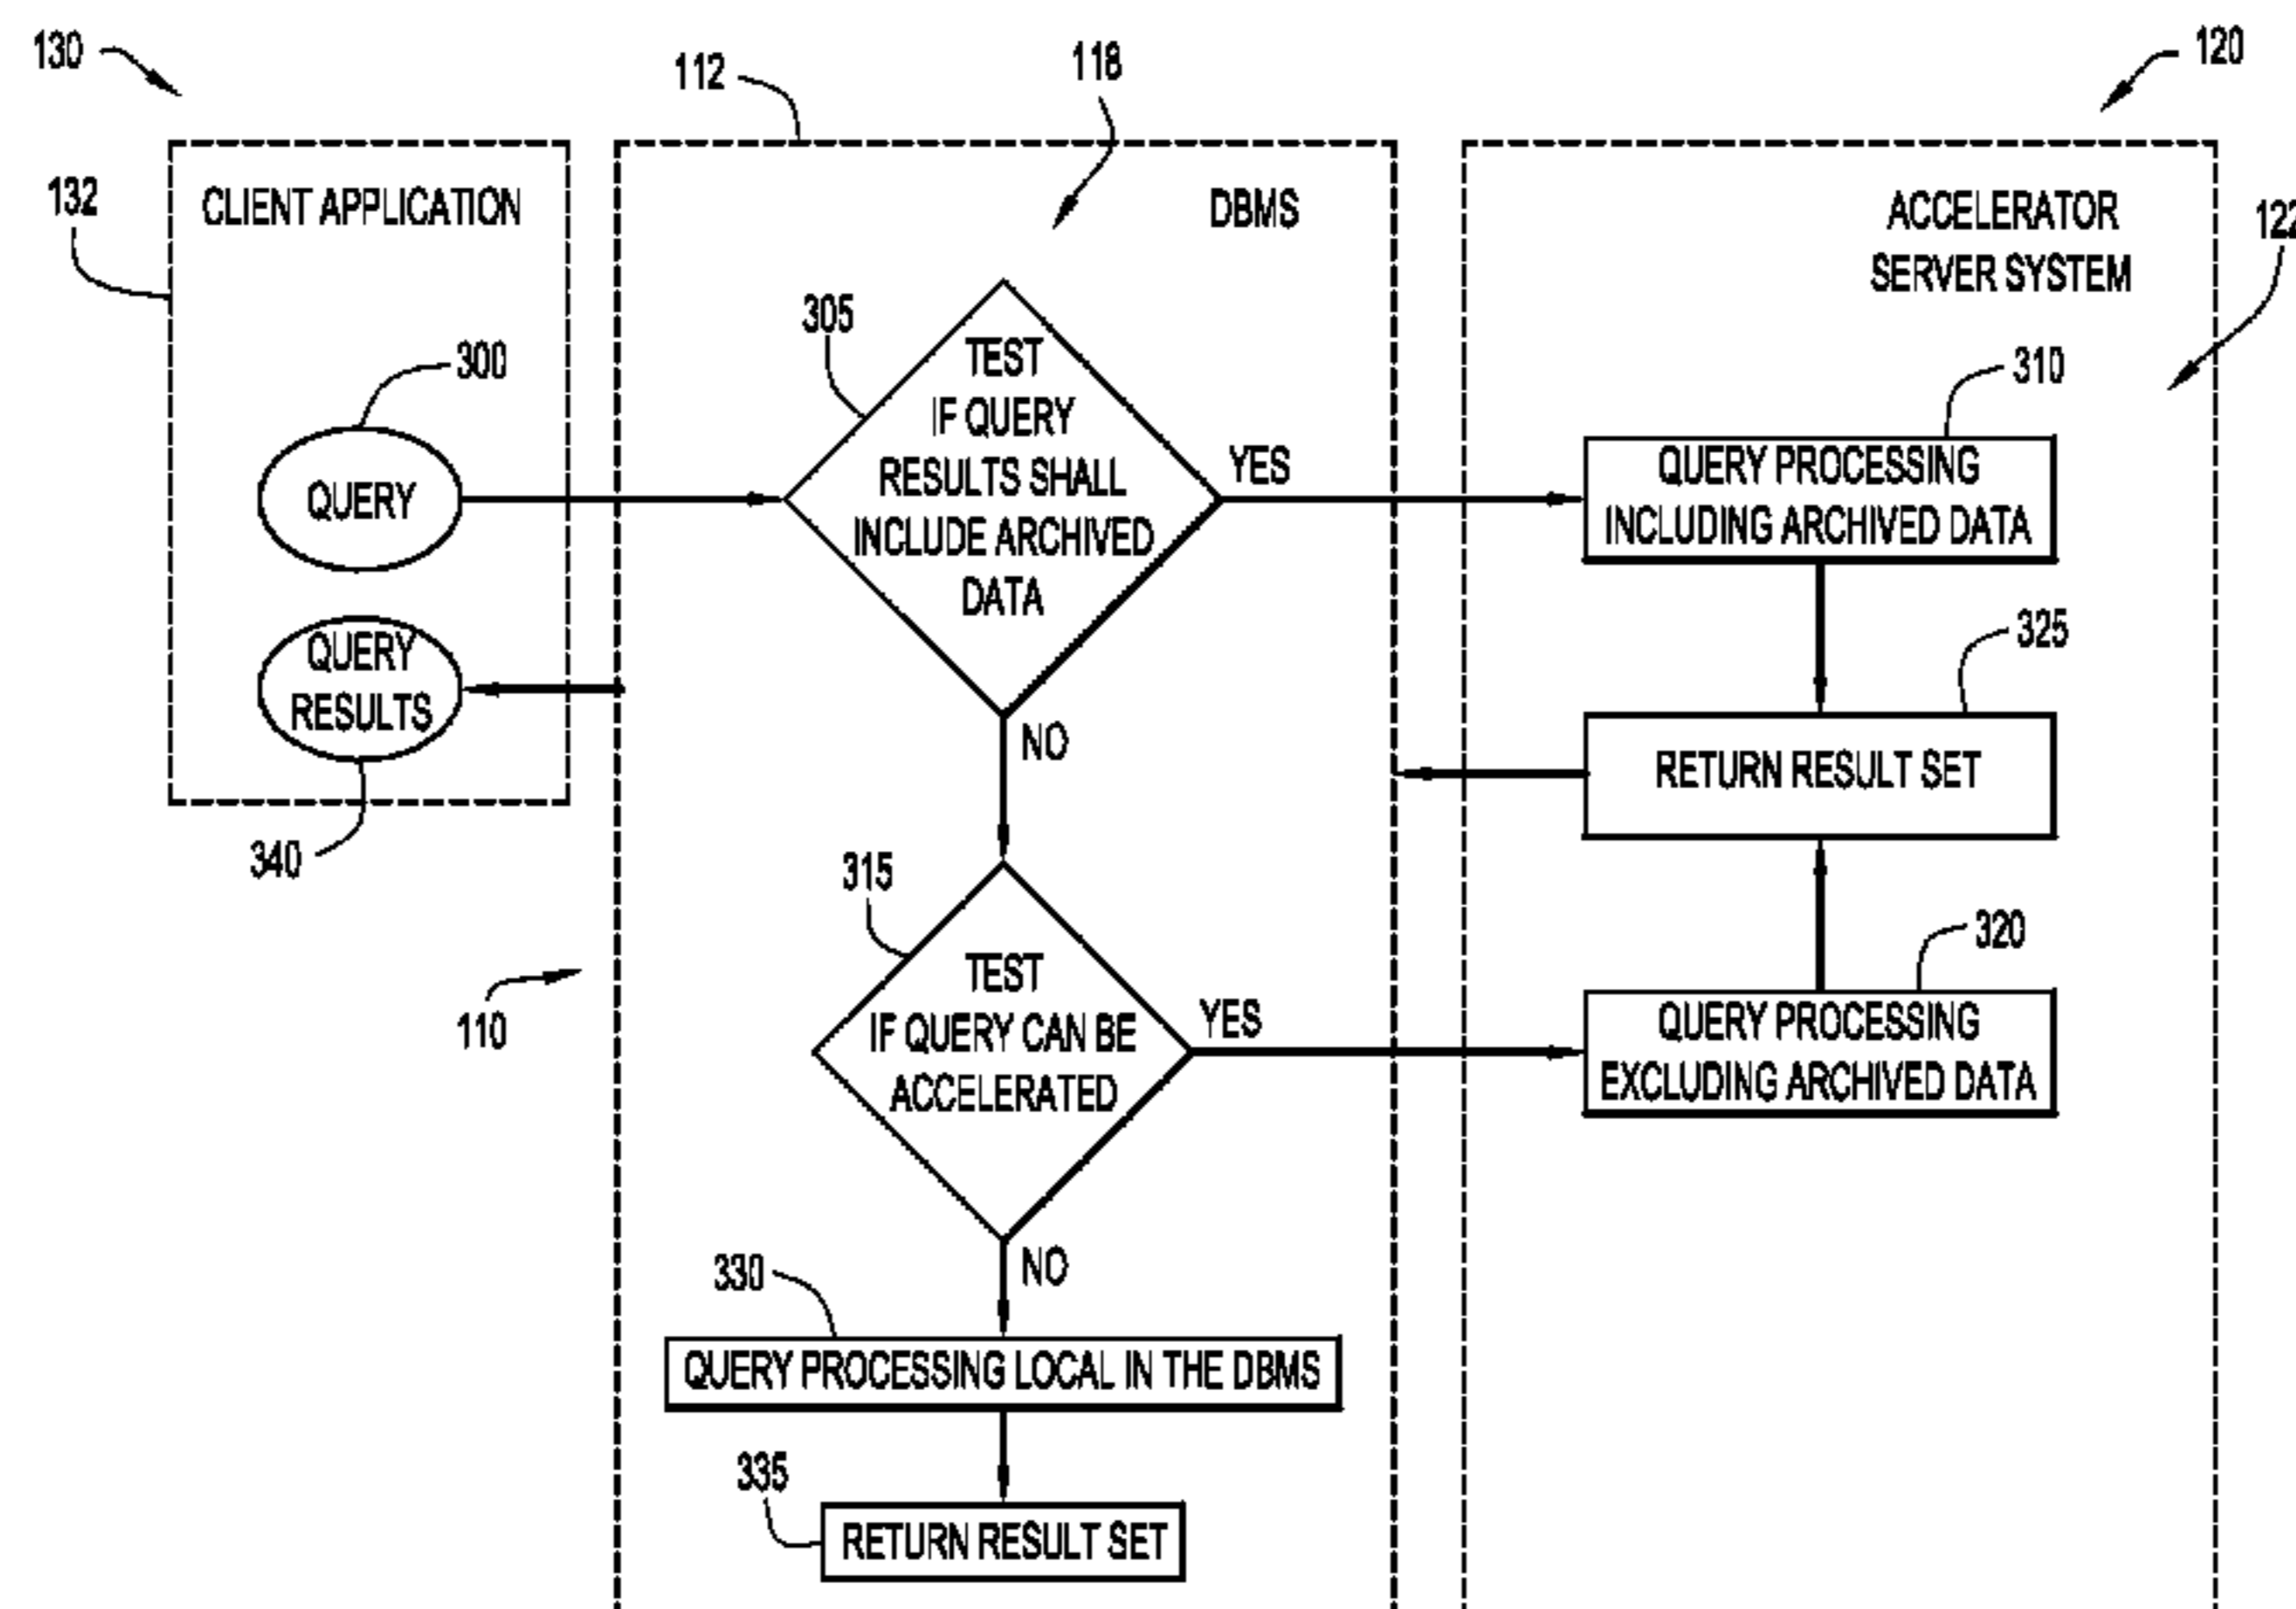 130
112
118
120
132
CLIENT APPLICATION
DBMS
ACCELERATOR
SERVER SYSTEM
122
300
QUERY
305
TEST
IF QUERY
RESULTS SHALL
INCLUDE ARCHIVED
DATA
YES
310
QUERY PROCESSING
INCLUDING ARCHIVED DATA
QUERY
RESULTS
340
NO
325
RETURN RESULT SET
110
315
TEST
IF QUERY CAN BE
ACCELERATED
YES
320
QUERY PROCESSING
EXCLUDING ARCHIVED DATA
NO
330
QUERY PROCESSING LOCAL IN THE DBMS
335
RETURN RESULT SET